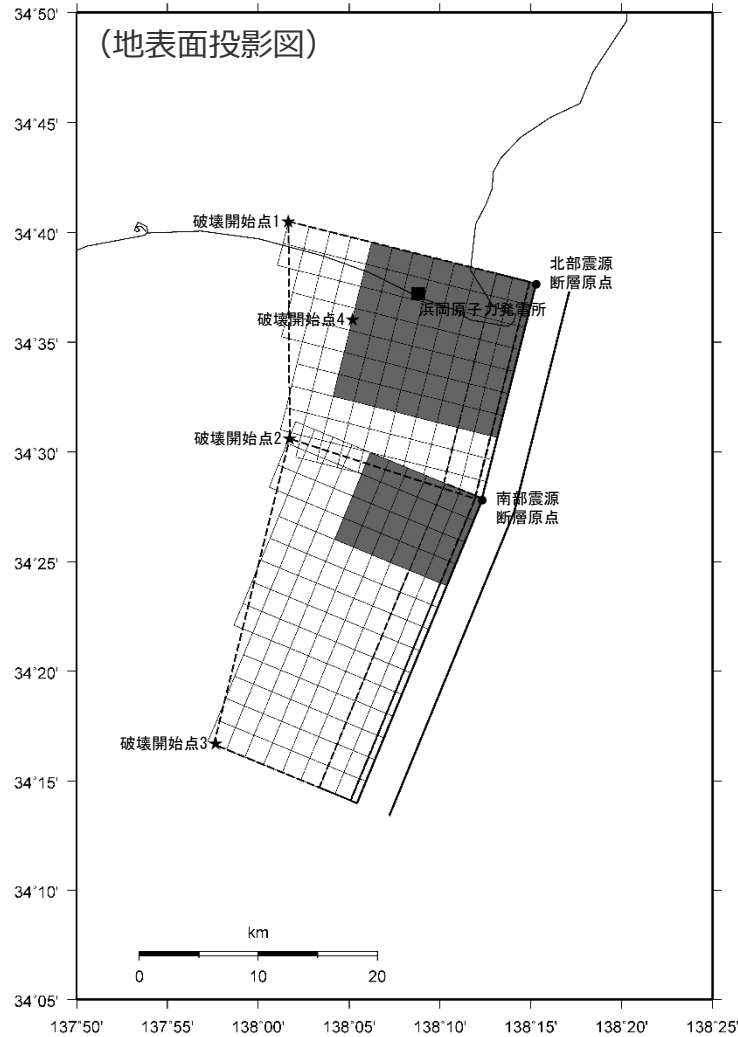 （地表面投影図）
34°50'
34°45'
34°40'
34°35'
34°30'
34°25'
34°20'
34°15'
34°10'
34°05'
破壊開始点1
北部震源
断層原点
浜岡原子力発電所
破壊開始点4
破壊開始点2
南部震源
断層原点
破壊開始点3
km
0
10
20
137°50'
137°55'
138°00'
138°05'
138°10'
138°15'
138°20'
138°25'